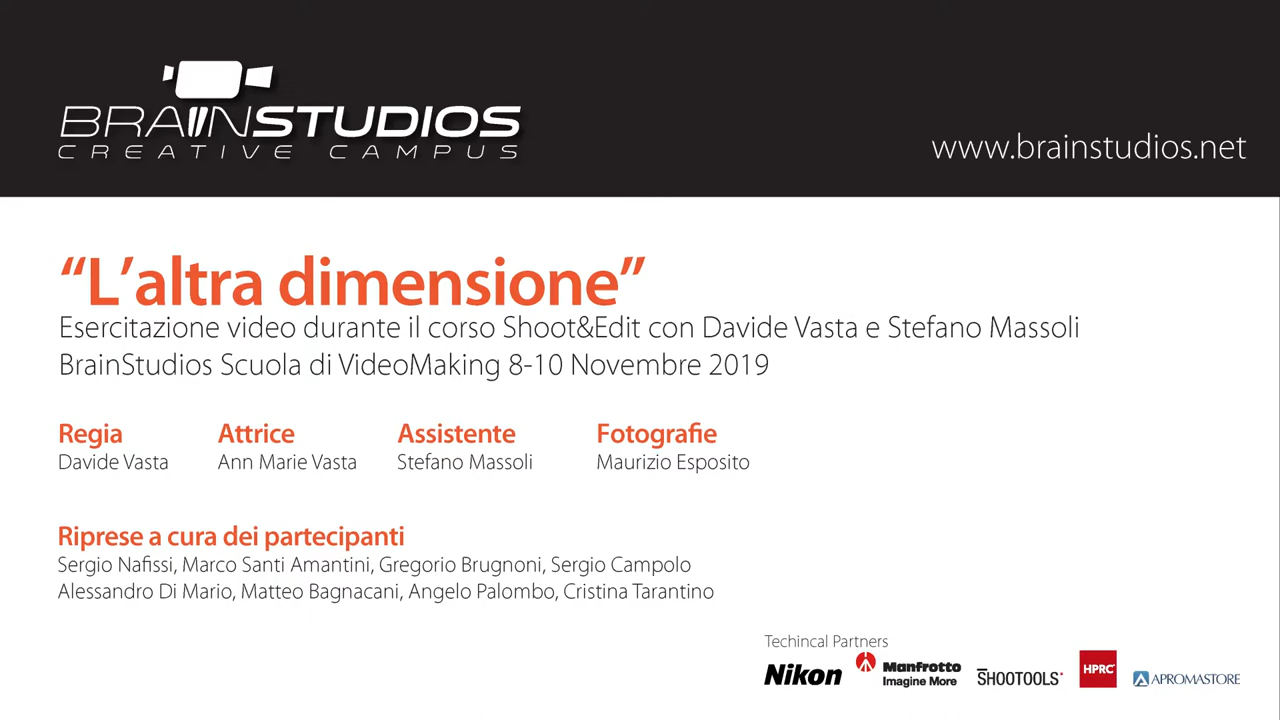 BRAINSTUDIOS
CREATIVE CAMPUS
www.brainstudios.net
“L’altra dimensione”
Esercitazione video durante il corso Shoot&Edit con Davide Vasta e Stefano Massoli
BrainStudios Scuola di VideoMaking 8-10 Novembre 2019
Regia Attrice Assistente Fotografie
Davide Vasta Ann Marie Vasta Stefano Massoli Maurizio Esposito
Riprese a cura dei partecipanti
Sergio Nafissi, Marco Santi Amantini, Gregorio Brugnoni, Sergio Campolo
Alessandro Di Mario, Matteo Bagnacani, Angelo Palombo, Cristina Tarantino
Techincal Partners
Nikon Manfrotto SHOOTOOLS HPRC APROMASTORE
Imagine More